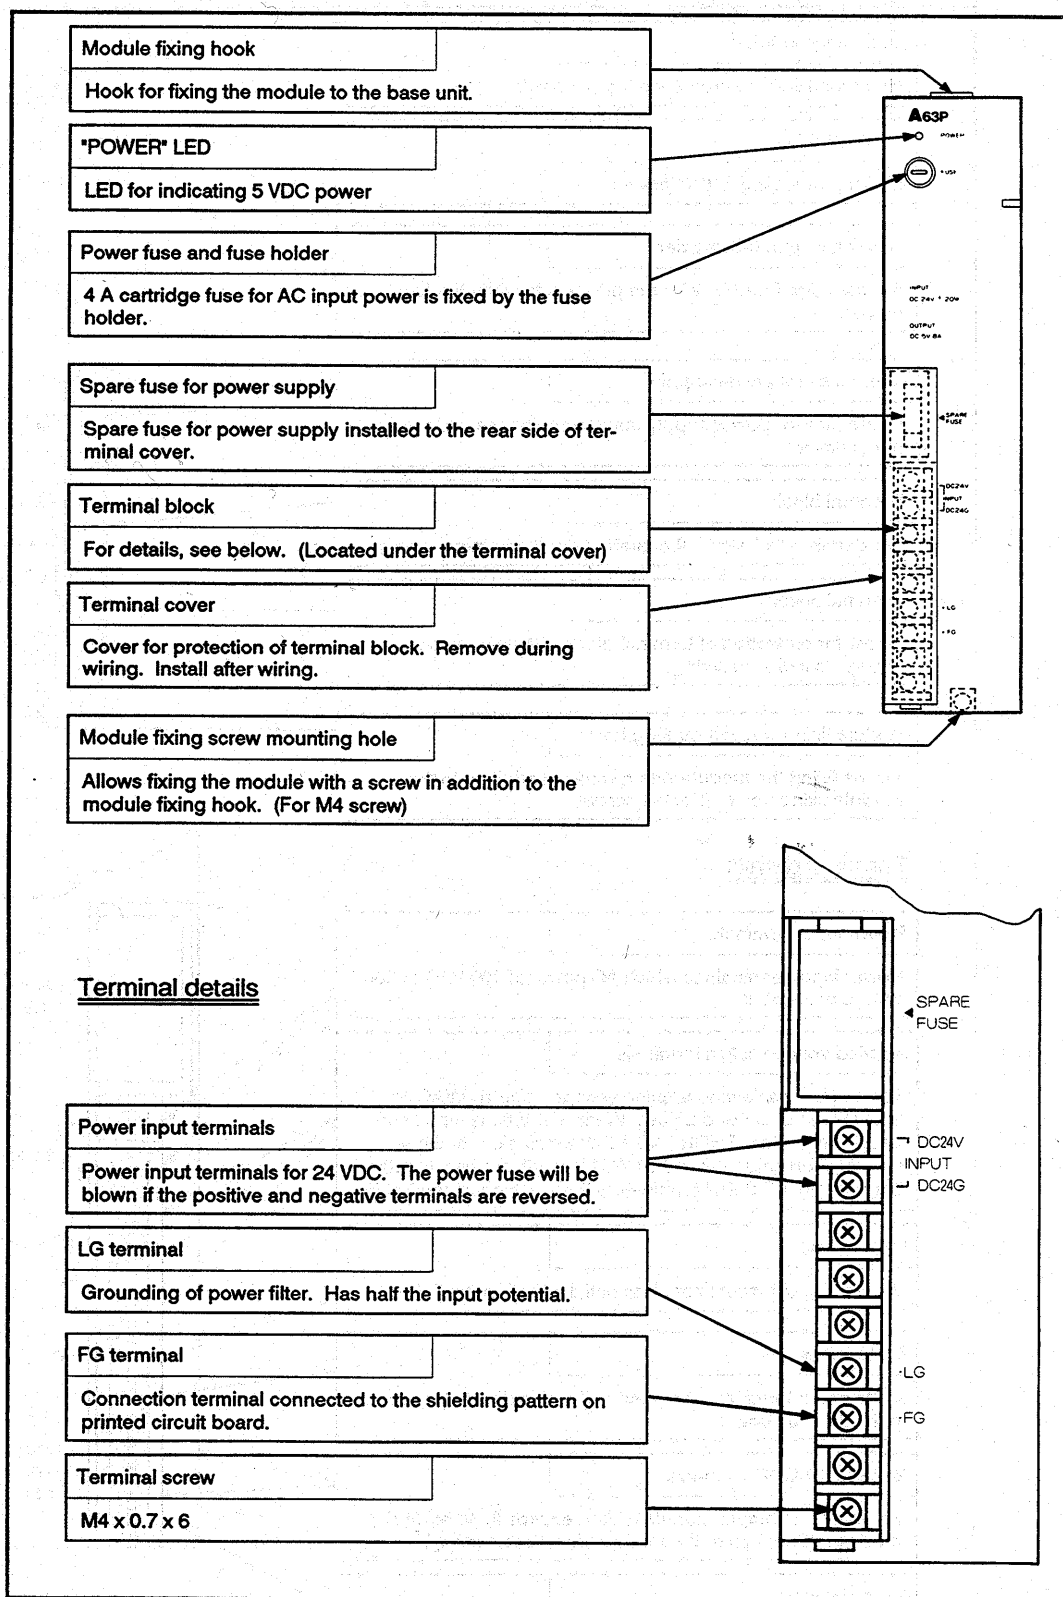 Module fixing hook
Hook for fixing the module to the base unit.
"POWER" LED
LED for indicating 5 VDC power
Power fuse and fuse holder
4 A cartridge fuse for AC input power is fixed by the fuse
holder.
Spare fuse for power supply
Spare fuse for power supply installed to the rear side of ter-
minal cover.
Terminal block
For details, see below. (Located under the terminal cover)
Terminal cover
Cover for protection of terminal block. Remove during
wiring. Install after wiring.
Module fixing screw mounting hole
Allows fixing the module with a screw in addition to the
module fixing hook. (For M4 screw)
A63P
POWER
INPUT
DC 24V
OUTPUT
DC 5V 8A
SPARE
FUSE
DC24V
INPUT
DC24G
LG
FG
Terminal details
Power input terminals
Power input terminals for 24 VDC. The power fuse will be
blown if the positive and negative terminals are reversed.
LG terminal
Grounding of power filter. Has half the input potential.
FG terminal
Connection terminal connected to the shielding pattern on
printed circuit board.
Terminal screw
M4 x 0.7 x 6
SPARE
FUSE
DC24V
INPUT
DC24G
·LG
·FG